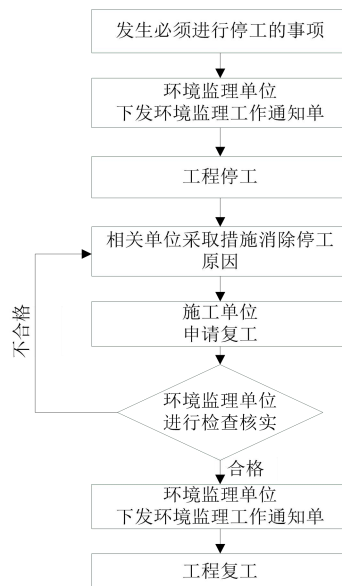 发生必须进行停工的事项
环境监理单位
下发环境监理工作通知单
工程停工
相关单位采取措施消除停工
原因
施工单位
申请复工
不合格
环境监理单位
进行检查核实
合格
环境监理单位
下发环境监理工作通知单
工程复工